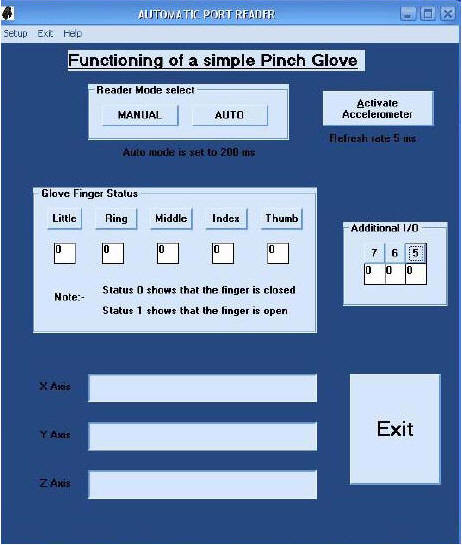 AUTOMATIC PORT READER
Setup Exit Help
Functioning of a simple Pinch Glove
Reader Mode select
MANUAL AUTO
Auto mode is set to 200 ms
Activate
Accelerometer
Refresh rate 5 ms
Glove Finger Status
Little Ring Middle Index Thumb
0 0 0 0 0
Note:- Status 0 shows that the finger is closed
Status 1 shows that the finger is open
Additional I/O
7 6 5
0 0 0
X Axis
Y Axis
Z Axis
Exit